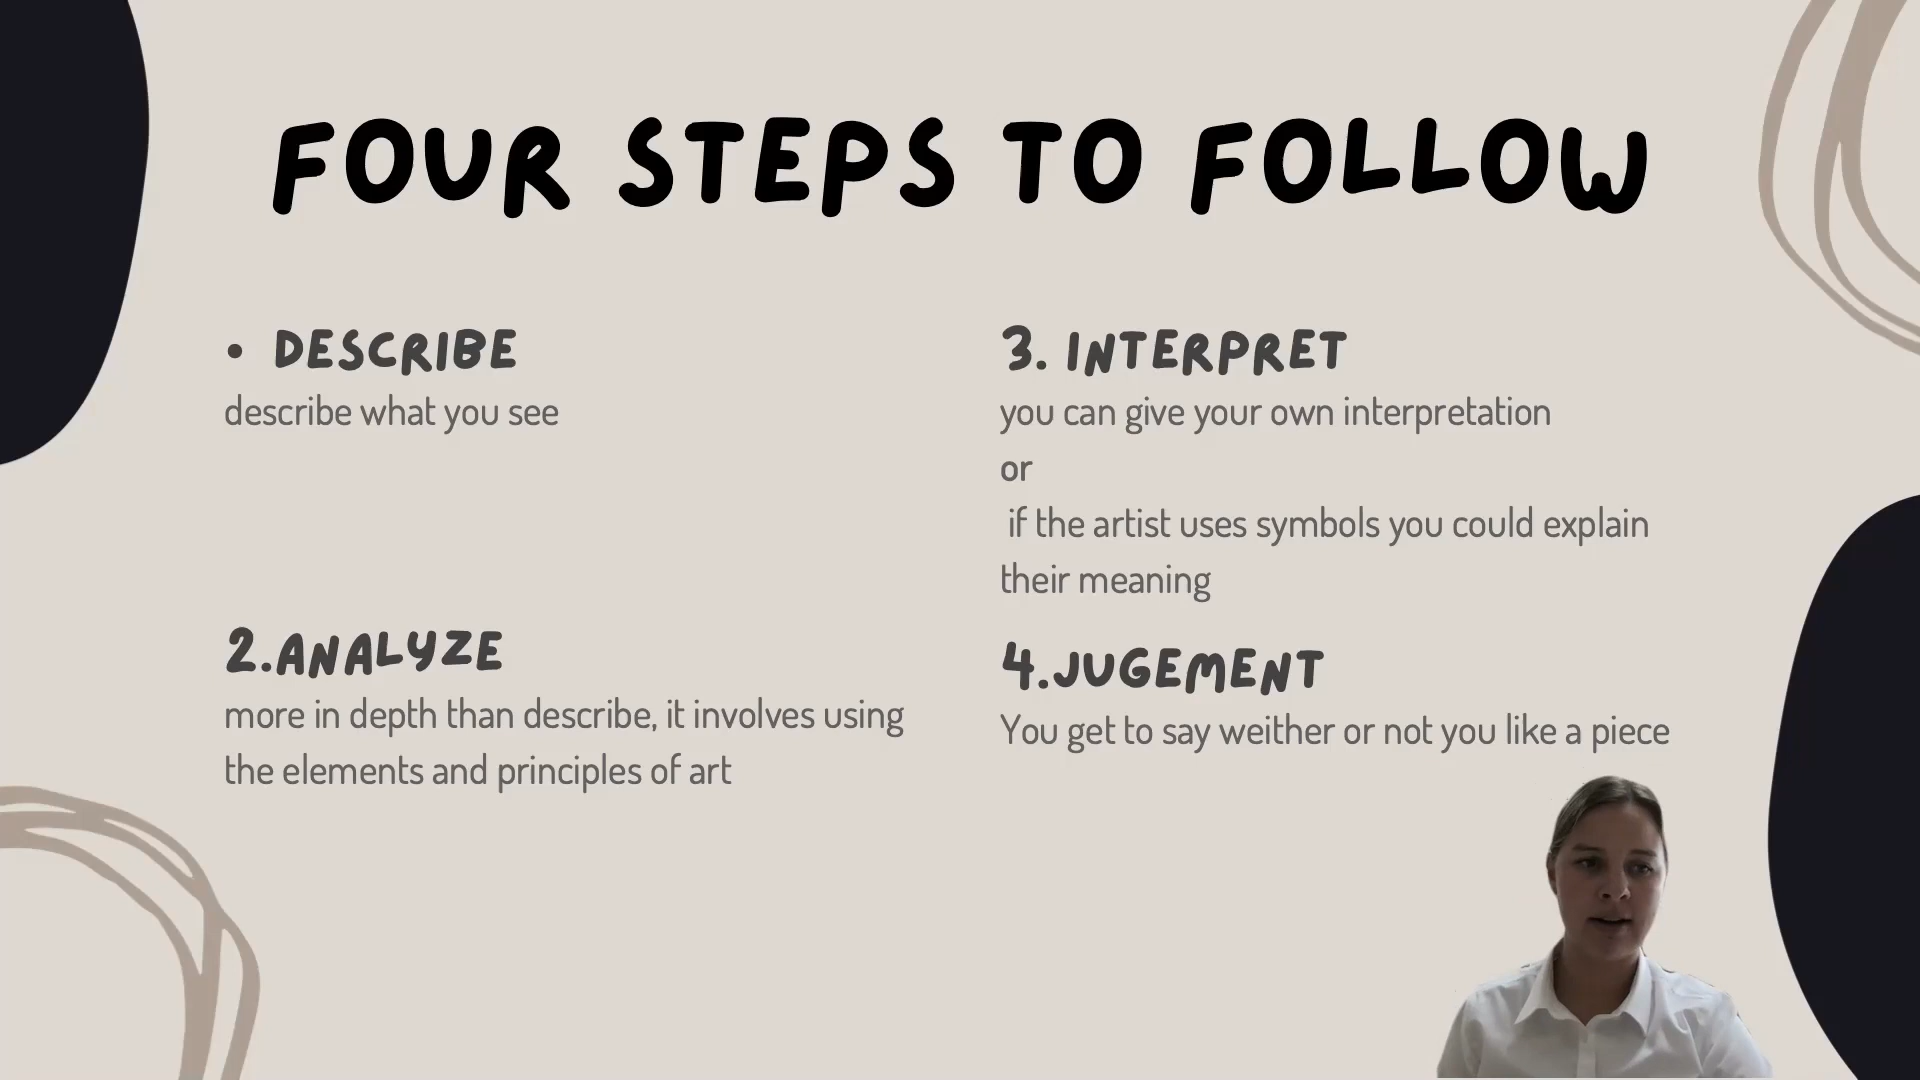 FOUR STEPS TO FOLLOW
• DESCRIBE
describe what you see
2.ANALYZE
more in depth than describe, it involves using
the elements and principles of art
3. INTERPRET
you can give your own interpretation
or
if the artist uses symbols you could explain
their meaning
4.JUGEMENT
You get to say weither or not you like a piece